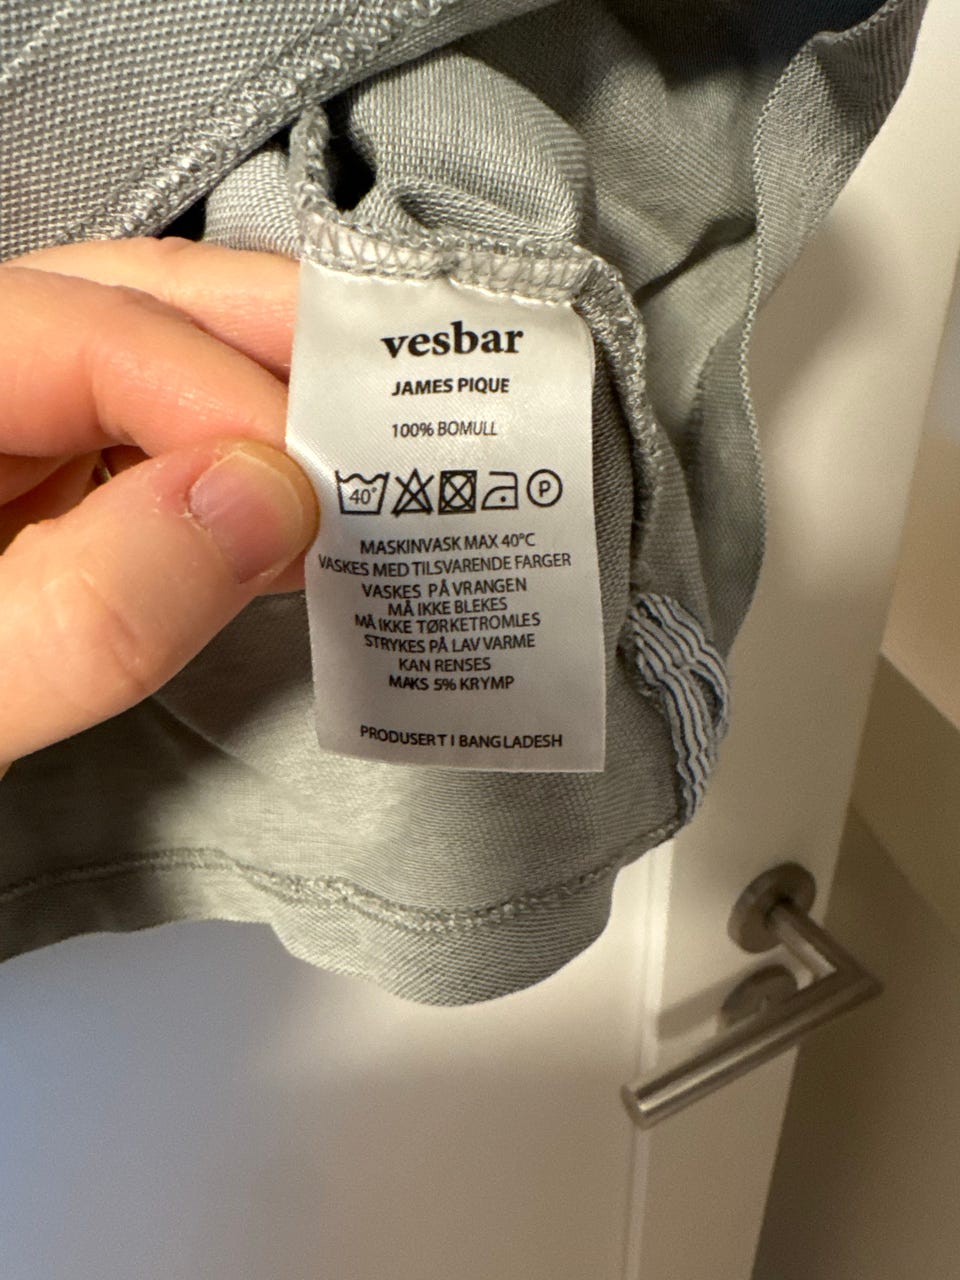 vesbar
JAMES PIQUE
100% BOMULL
40° P
MASKINVASK MAX 40°C
VASKES MED TILSVARENDE FARGER
VASKES PÅ VRANGEN
MÅ IKKE BLEKES
MÅ IKKE TØRKETROMLES
STRYKES PÅ LAV VARME
KAN RENSES
MAKS 5% KRYMP
PRODUSERT I BANGLADESH